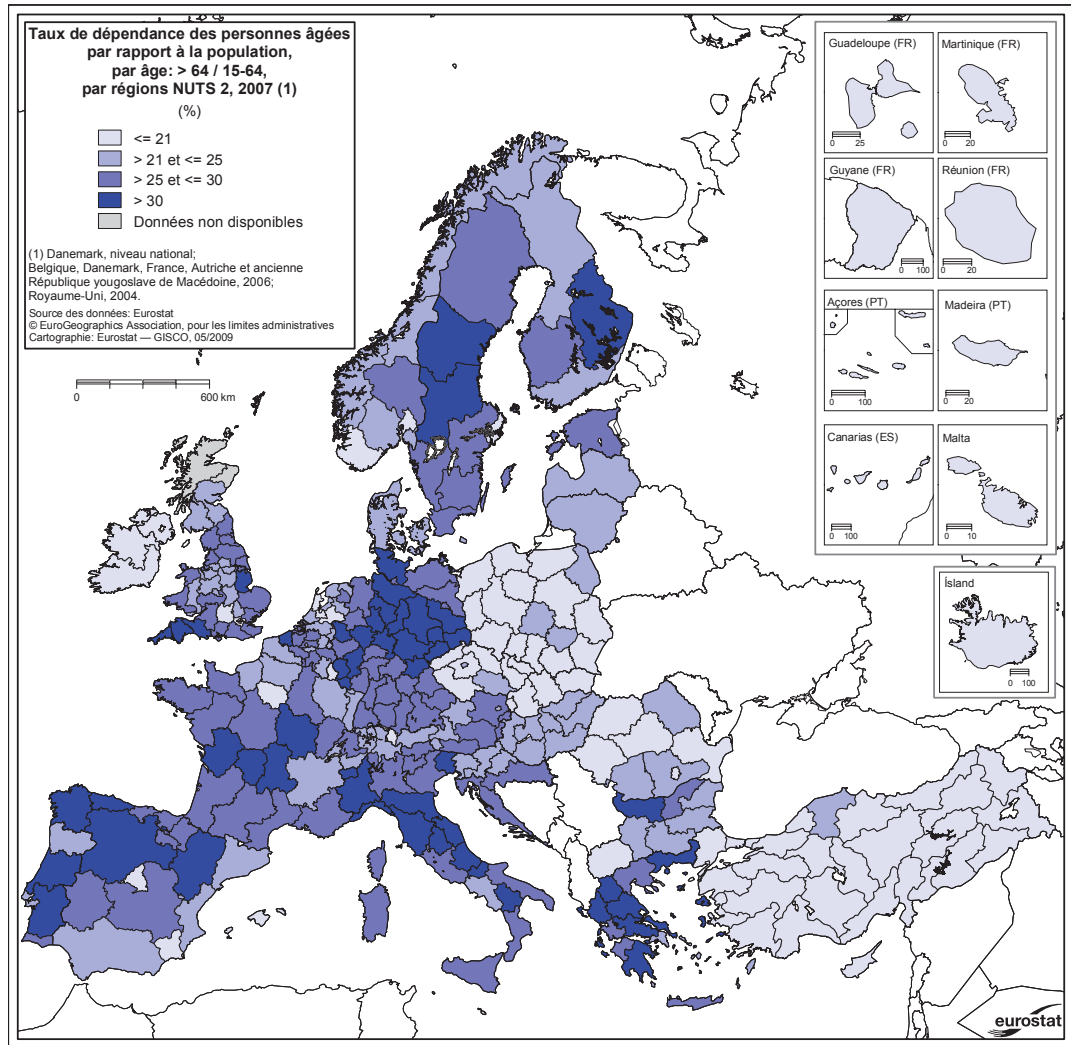 Taux de dépendance des personnes âgées
par rapport à la population,
par âge: > 64 / 15-64,
par régions NUTS 2, 2007 (1)
(%)
<= 21
> 21 et <= 25
> 25 et <= 30
> 30
Données non disponibles
(1) Danemark, niveau national;
Belgique, Danemark, France, Autriche et ancienne
République yougoslave de Macédoine, 2006;
Royaume-Uni, 2004.
Source des données: Eurostat
© EuroGeographics Association, pour les limites administratives
Cartographie: Eurostat — GISCO, 05/2009
0 600 km
Guadeloupe (FR)
0 25
Martinique (FR)
0 20
Guyane (FR)
0 100
Réunion (FR)
0 20
Açores (PT)
0 100
Madeira (PT)
0 20
Canarias (ES)
0 100
Malta
0 10
Ísland
0 100
eurostat